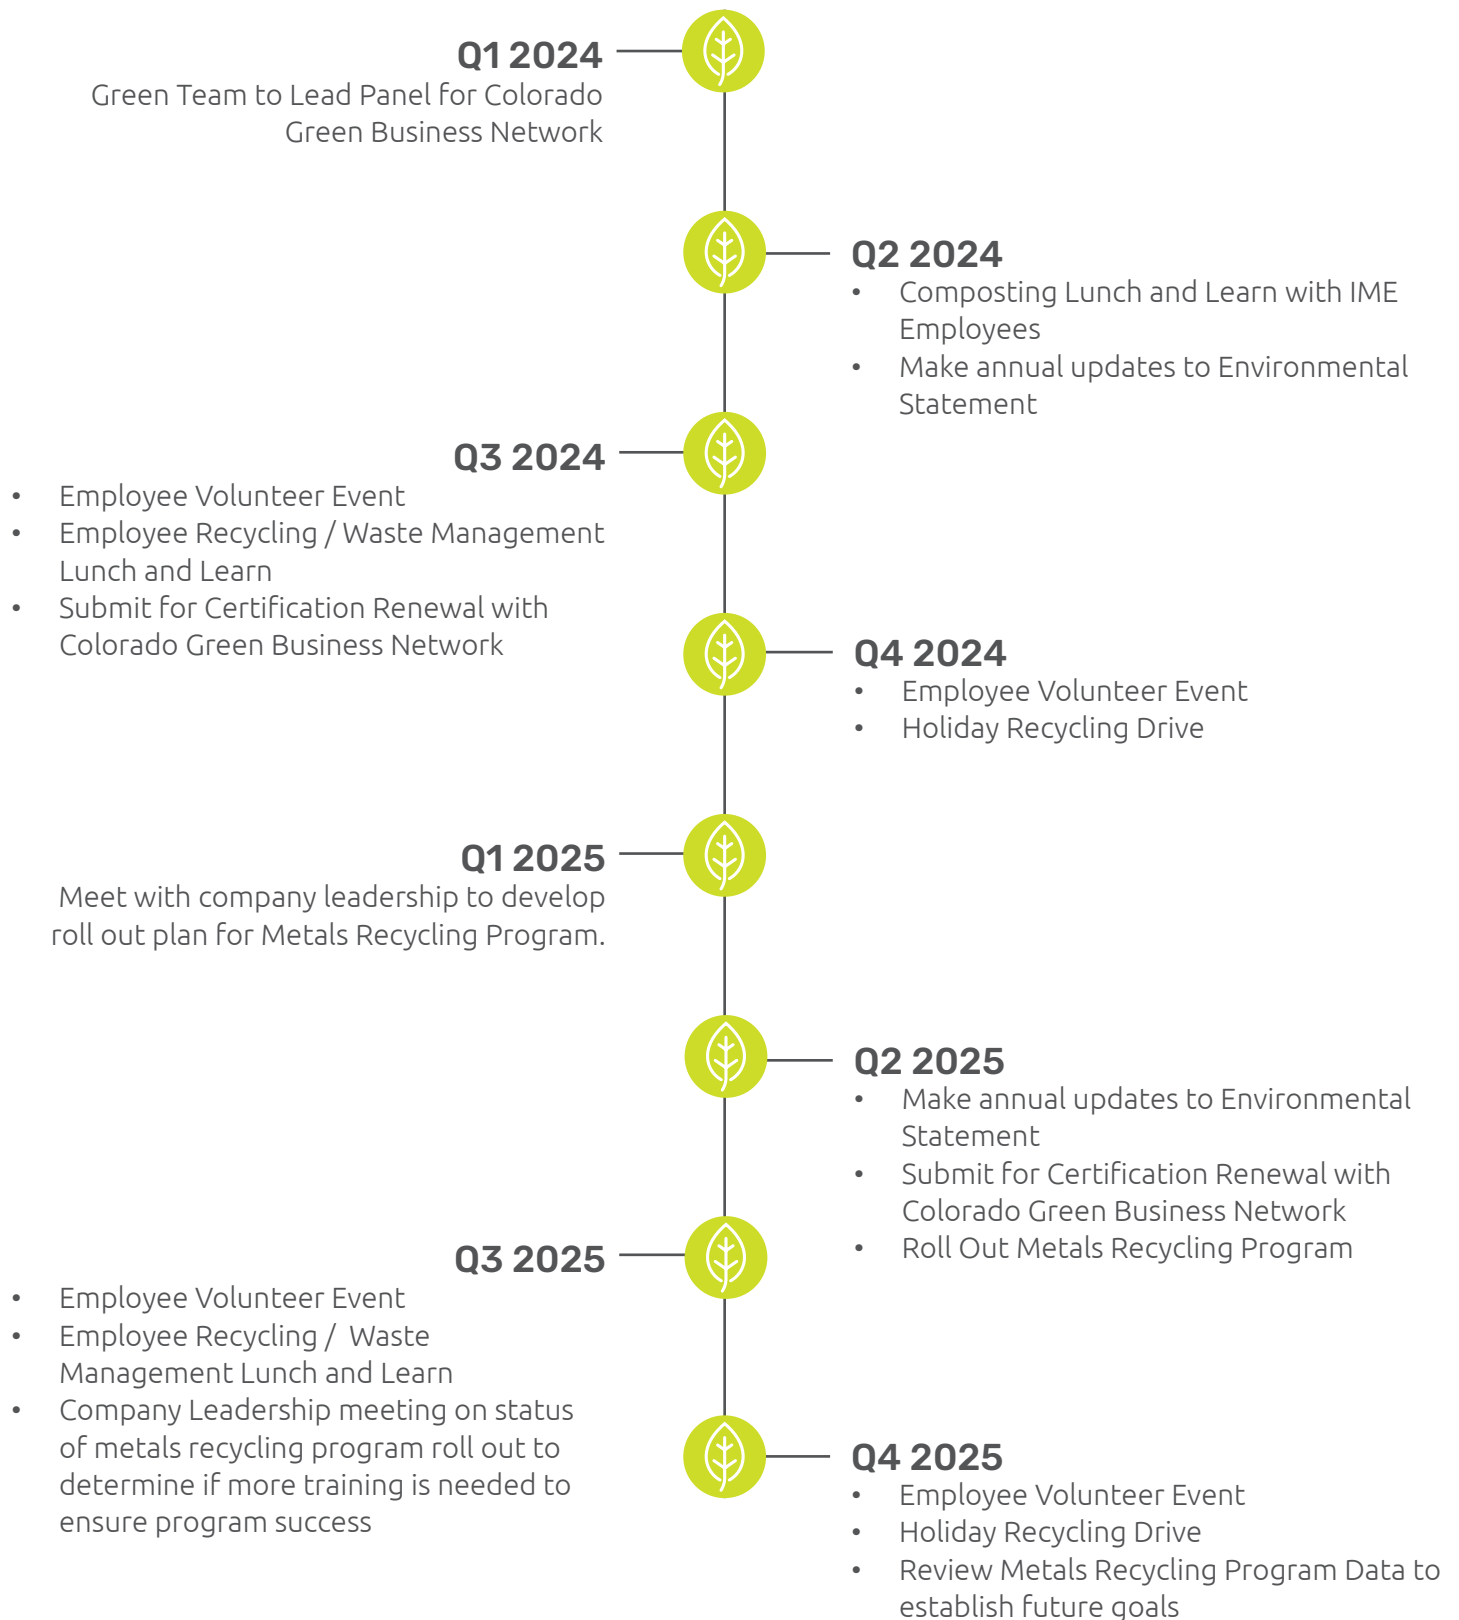 Q1 2024
Green Team to Lead Panel for Colorado
Green Business Network
Q2 2024
• Composting Lunch and Learn with IME
Employees
• Make annual updates to Environmental
Statement
Q3 2024
• Employee Volunteer Event
• Employee Recycling / Waste Management
Lunch and Learn
• Submit for Certification Renewal with
Colorado Green Business Network
Q4 2024
• Employee Volunteer Event
• Holiday Recycling Drive
Q1 2025
Meet with company leadership to develop
roll out plan for Metals Recycling Program.
Q2 2025
• Make annual updates to Environmental
Statement
• Submit for Certification Renewal with
Colorado Green Business Network
• Roll Out Metals Recycling Program
Q3 2025
• Employee Volunteer Event
• Employee Recycling / Waste
Management Lunch and Learn
• Company Leadership meeting on status
of metals recycling program roll out to
determine if more training is needed to
ensure program success
Q4 2025
• Employee Volunteer Event
• Holiday Recycling Drive
• Review Metals Recycling Program Data to
establish future goals